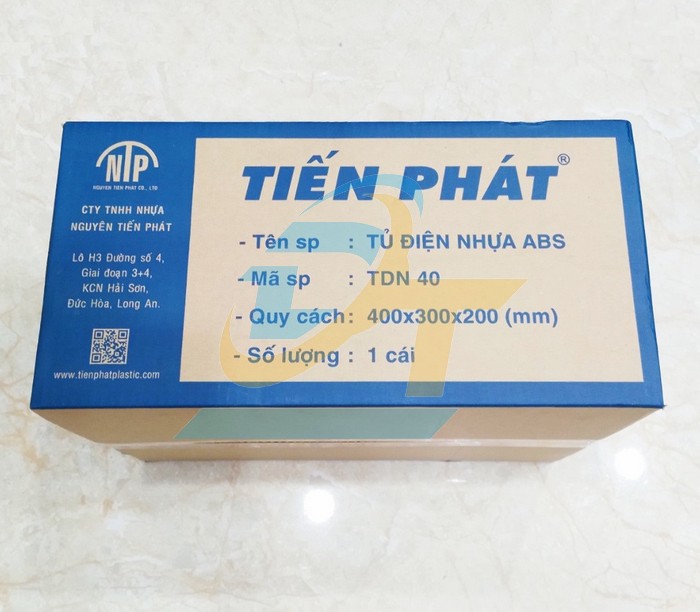 NTP
NGUYEN TIEN PHAT CO., LTD
CTY TNHH NHỰA
NGUYÊN TIẾN PHÁT
Lô H3 Đường số 4,
Giai đoạn 3+4,
KCN Hải Sơn,
Đức Hòa, Long An.
www.tienphatplastic.com
TIẾN PHÁT®
- Tên sp : TỦ ĐIỆN NHỰA ABS
- Mã sp : TDN 40
- Quy cách: 400x300x200 (mm)
- Số lượng : 1 cái